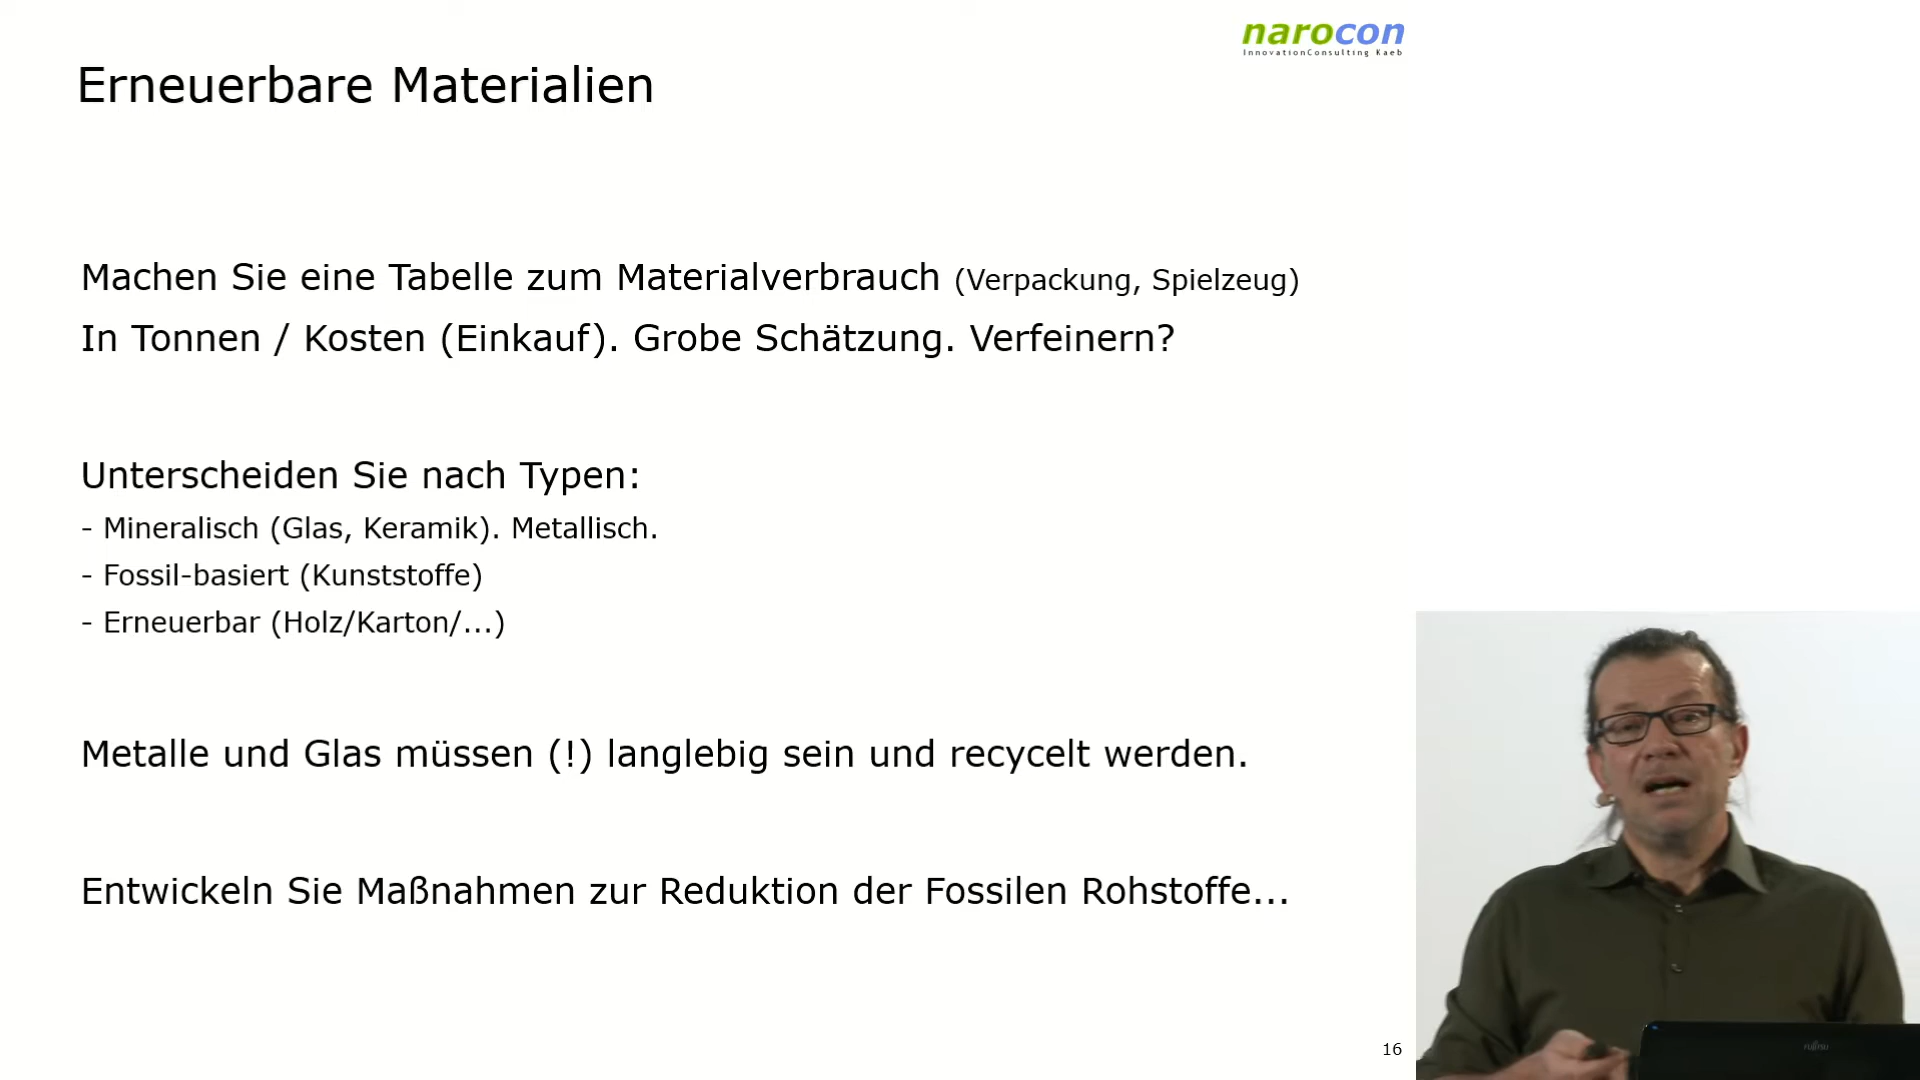 narocon
InnovationConsulting Kaeb
Erneuerbare Materialien
Machen Sie eine Tabelle zum Materialverbrauch (Verpackung, Spielzeug)
In Tonnen / Kosten (Einkauf). Grobe Schätzung. Verfeinern?
Unterscheiden Sie nach Typen:
- Mineralisch (Glas, Keramik). Metallisch.
- Fossil-basiert (Kunststoffe)
- Erneuerbar (Holz/Karton/...)
Metalle und Glas müssen (!) langlebig sein und recycelt werden.
Entwickeln Sie Maßnahmen zur Reduktion der Fossilen Rohstoffe...
16
FUJITSU